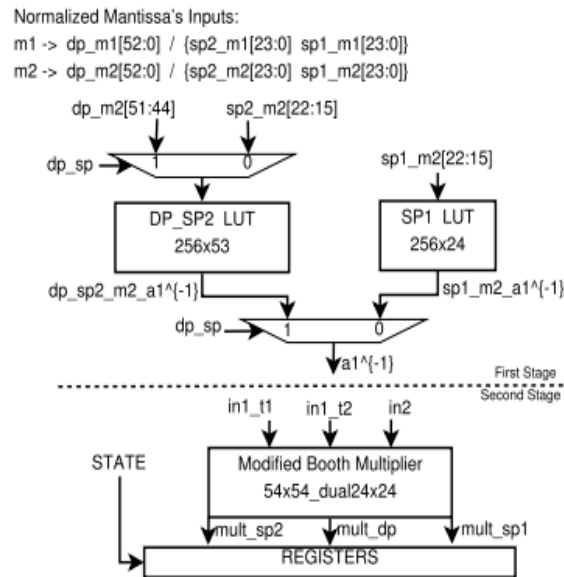 Normalized Mantissa's Inputs:
m1 -> dp_m1[52:0] / {sp2_m1[23:0] sp1_m1[23:0]}
m2 -> dp_m2[52:0] / {sp2_m2[23:0] sp1_m2[23:0]}
dp_m2[51:44] sp2_m2[22:15]
dp_sp 1 0 sp1_m2[22:15]
DP_SP2 LUT SP1 LUT
256x53 256x24
dp_sp2_m2_a1^{-1} sp1_m2_a1^{-1}
dp_sp 1 0
a1^{-1}
First Stage
Second Stage
in1_t1 in1_t2 in2
STATE Modified Booth Multiplier
54x54_dual24x24
mult_sp2 mult_dp mult_sp1
REGISTERS